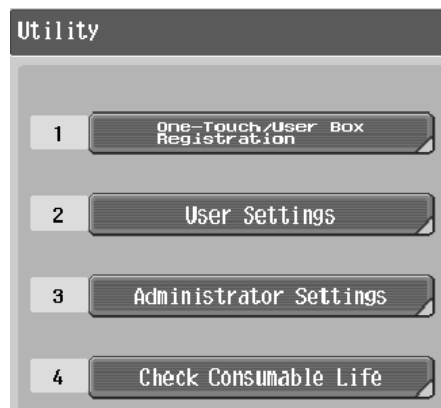 Utility
1
One-Touch/User Box
Registration
2
User Settings
3
Administrator Settings
4
Check Consumable Life